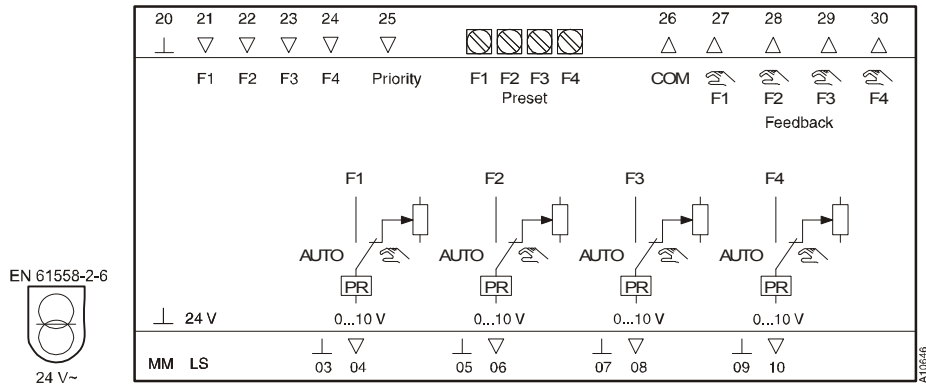 20 21 22 23 24 25 26 27 28 29 30
F1 F2 F3 F4 Priority F1 F2 F3 F4 COM F1 F2 F3 F4
Preset
Feedback
F1 F2 F3 F4
AUTO AUTO AUTO AUTO
EN 61558-2-6
PR PR PR PR
24 V 0...10 V 0...10 V 0...10 V 0...10 V
MM LS 03 04 05 06 07 08 09 10
24 V~
A10646